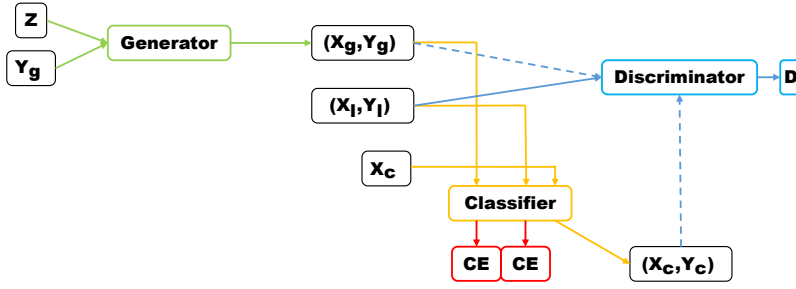 Z
Generator
(Xg,Yg)
Yg
Discriminator
D
(Xl,Yl)
Xc
Classifier
CE
CE
(Xc,Yc)